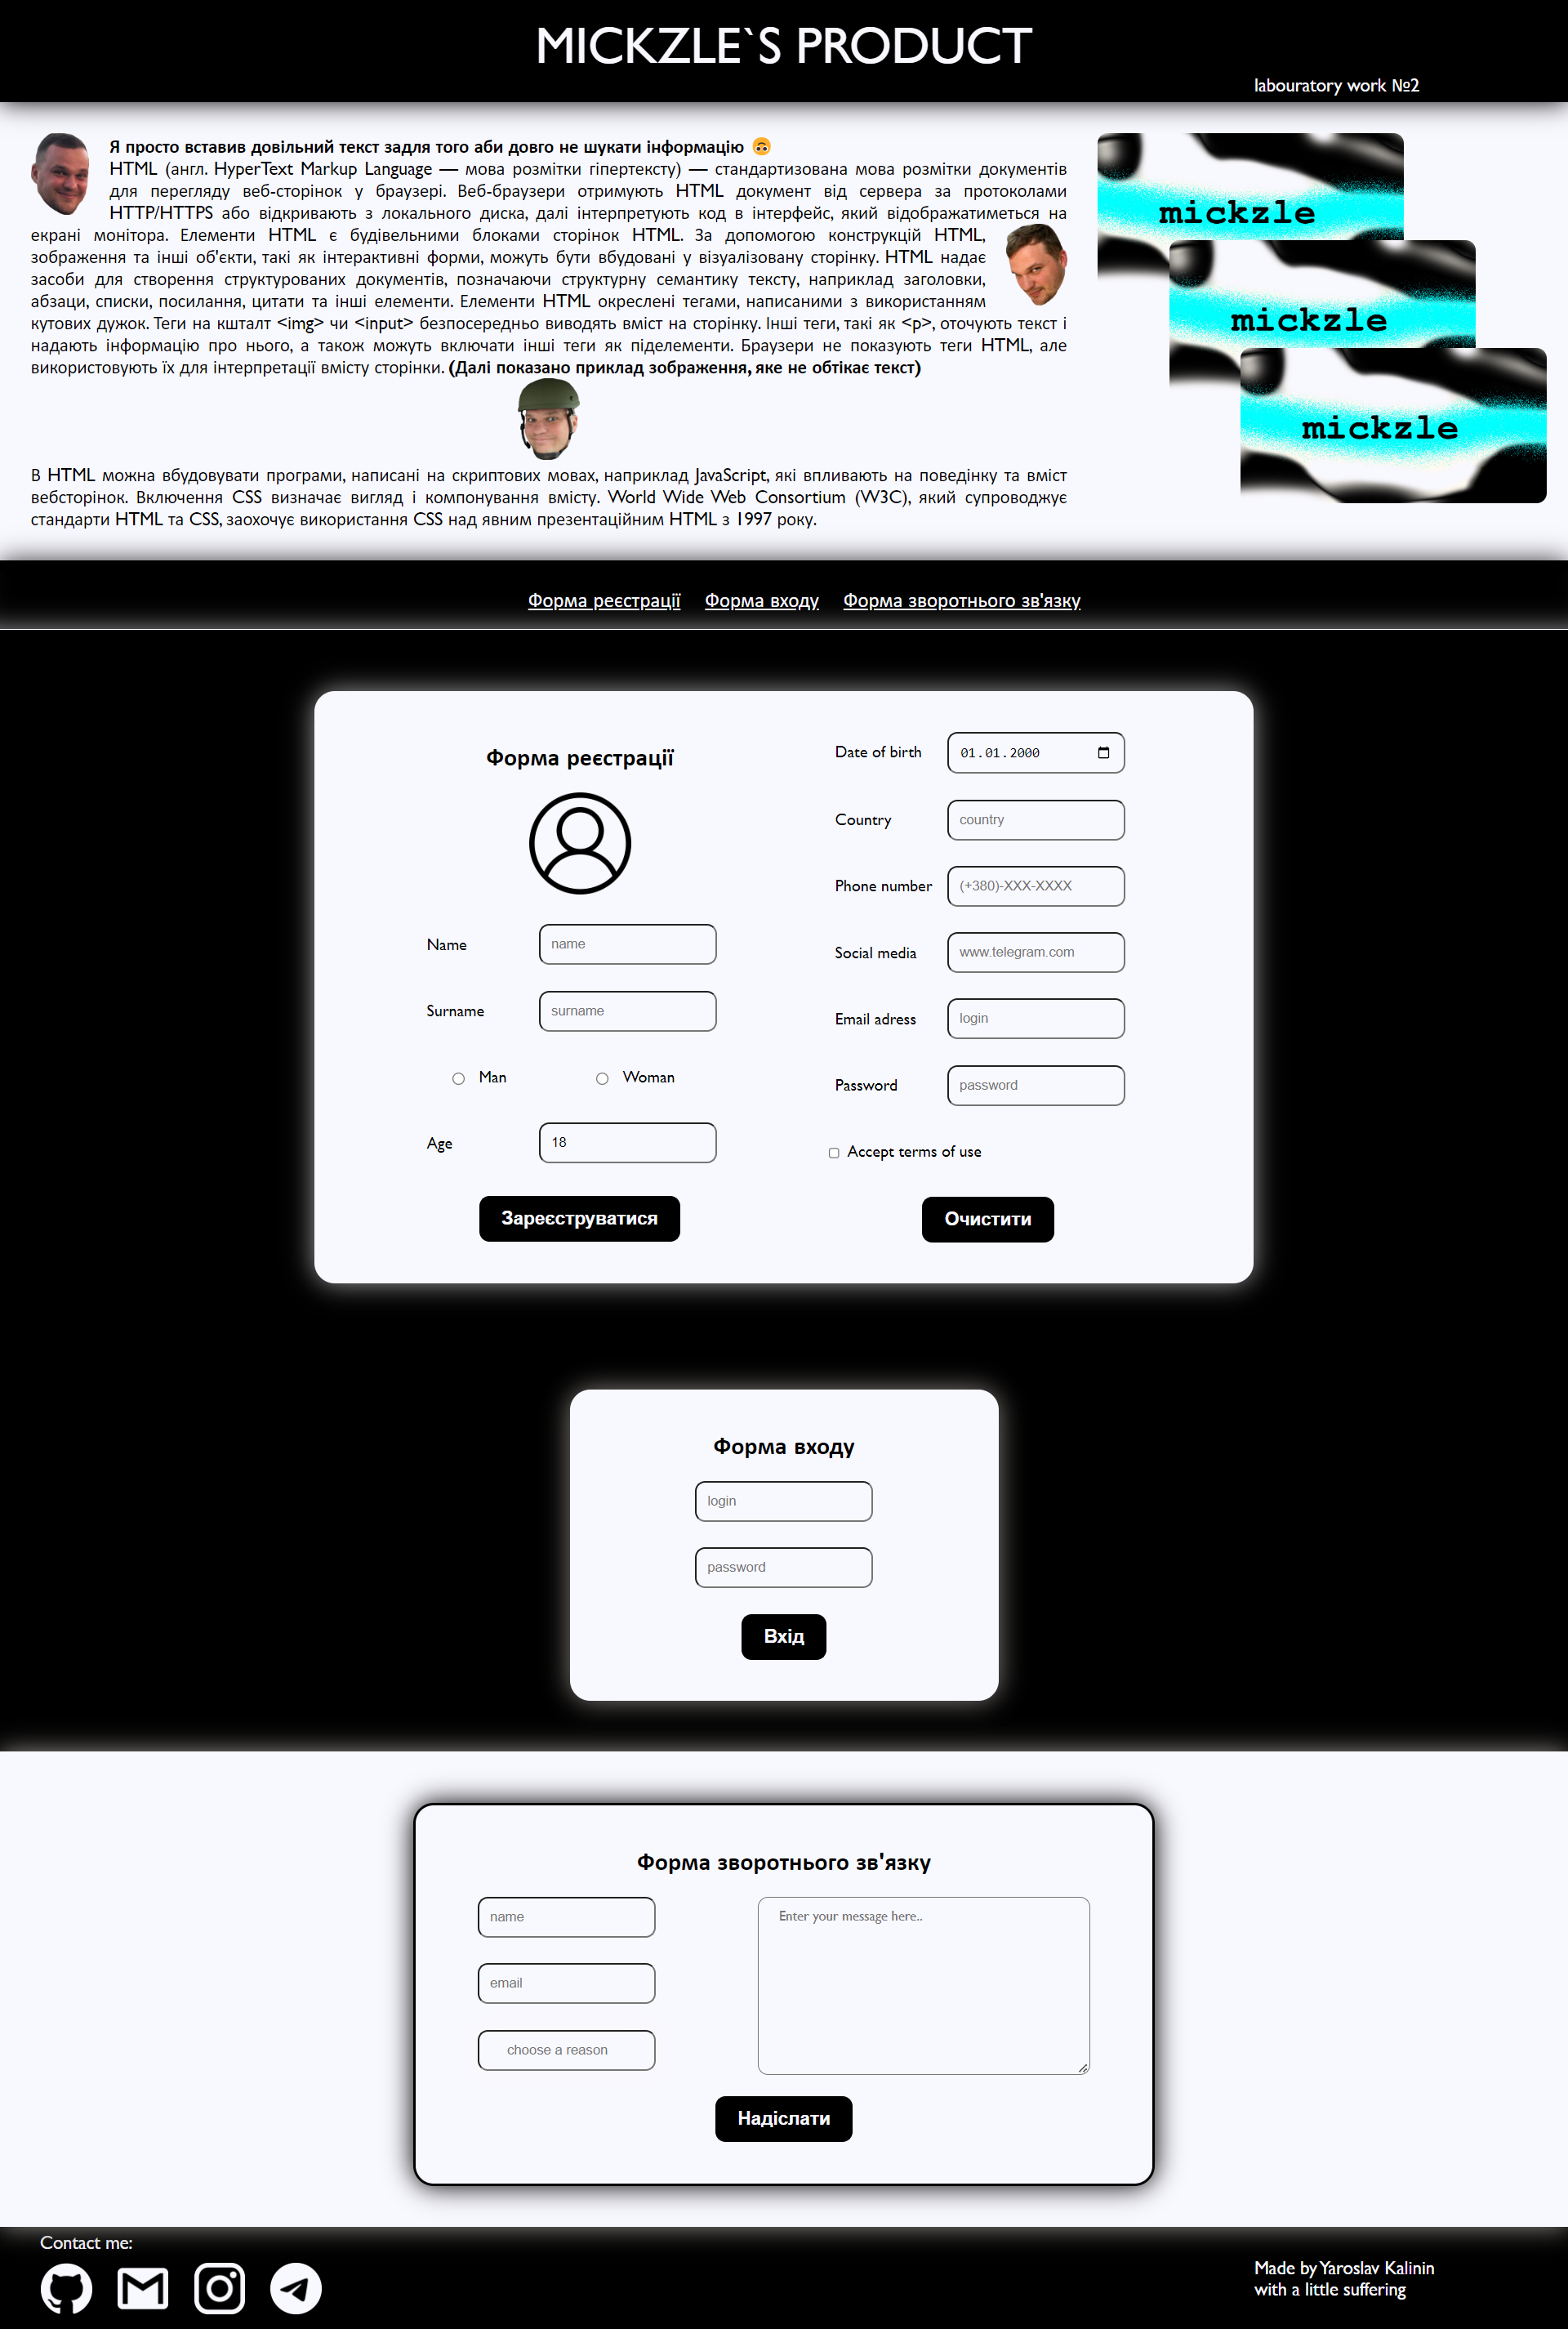 MICKZLE`S PRODUCT
labouratory work №2
Я просто вставив довільний текст задля того аби довго не шукати інформацію 🙃
HTML (англ. HyperText Markup Language — мова розмітки гіпертексту) — стандартизована мова розмітки документів
для перегляду веб-сторінок у браузері. Веб-браузери отримують HTML документ від сервера за протоколами
HTTP/HTTPS або відкривають з локального диска, далі інтерпретують код в інтерфейс, який відображатиметься на
екрані монітора. Елементи HTML є будівельними блоками сторінок HTML. За допомогою конструкцій HTML,
зображення та інші об'єкти, такі як інтерактивні форми, можуть бути вбудовані у візуалізовану сторінку. HTML надає
засоби для створення структурованих документів, позначаючи структурну семантику тексту, наприклад заголовки,
абзаци, списки, посилання, цитати та інші елементи. Елементи HTML окреслені тегами, написаними з використанням
кутових дужок. Теги на кшталт <img> чи <input> безпосередньо виводять вміст на сторінку. Інші теги, такі як <p>, оточують текст і
надають інформацію про нього, а також можуть включати інші теги як піделементи. Браузери не показують теги HTML, але
використовують їх для інтерпретації вмісту сторінки. (Далі показано приклад зображення, яке не обтікає текст)
В HTML можна вбудовувати програми, написані на скриптових мовах, наприклад JavaScript, які впливають на поведінку та вміст
вебсторінок. Включення CSS визначає вигляд і компонування вмісту. World Wide Web Consortium (W3C), який супроводжує
стандарти HTML та CSS, заохочує використання CSS над явним презентаційним HTML з 1997 року.
mickzle
mickzle
mickzle
Форма реєстрації
Форма входу
Форма зворотнього зв'язку
Форма реєстрації
Name
name
Surname
surname
Man
Woman
Age
18
Зареєструватися
Date of birth
01.01.2000
Country
country
Phone number
(+380)-XXX-XXXX
Social media
www.telegram.com
Email adress
login
Password
password
Accept terms of use
Очистити
Форма входу
login
password
Вхід
Форма зворотнього зв'язку
name
email
choose a reason
Enter your message here..
Надіслати
Contact me:
Made by Yaroslav Kalinin
with a little suffering